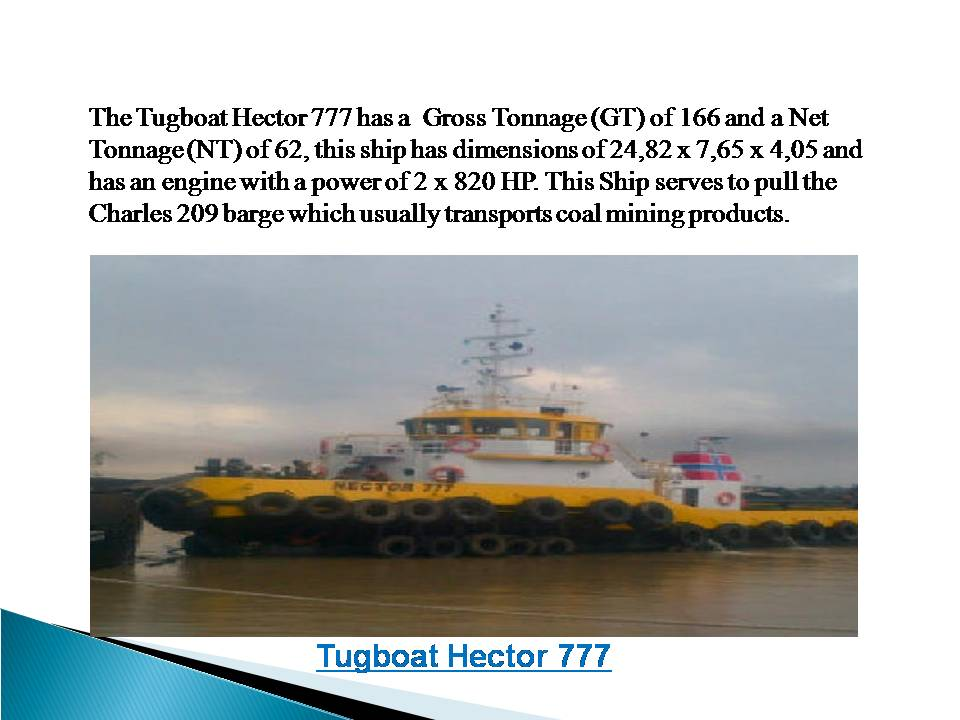 The Tugboat Hector 777 has a Gross Tonnage (GT) of 166 and a Net
Tonnage (NT) of 62, this ship has dimensions of 24,82 x 7,65 x 4,05 and
has an engine with a power of 2 x 820 HP. This Ship serves to pull the
Charles 209 barge which usually transports coal mining products.
HECTOR 777
Tugboat Hector 777